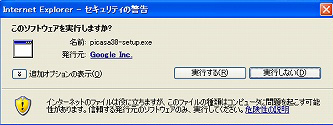 Internet Explorer - セキュリティの警告
このソフトウェアを実行しますか?
名前: picasa38-setup.exe
発行元: Google Inc.
追加オプションの表示(O)
実行する(R)
実行しない(D)
インターネットのファイルは役に立ちますが、このファイルの種類はコンピュータに問題を起こす可能
性があります。信頼する発行元のソフトウェアのみ、実行してください。危険性の説明